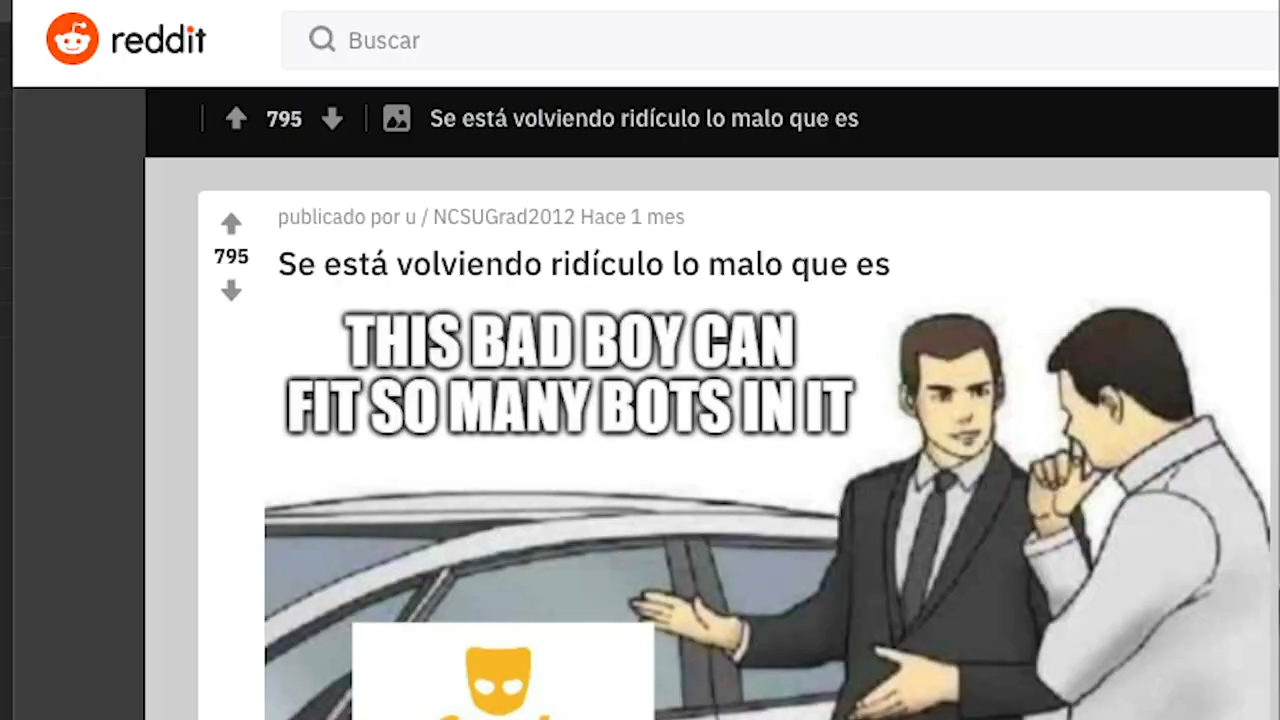 reddit
Buscar
795
Se está volviendo ridículo lo malo que es
publicado por u / NCSUGrad2012 Hace 1 mes
795
Se está volviendo ridículo lo malo que es
THIS BAD BOY CAN
FIT SO MANY BOTS IN IT